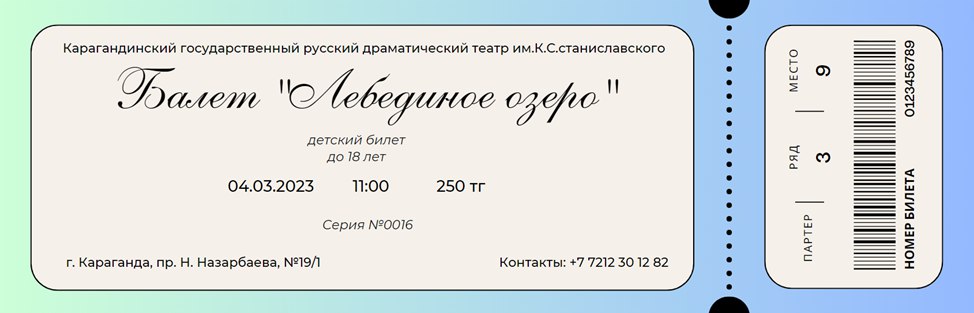 Карагандинский государственный русский драматический театр им.К.С.станиславского
Балет "Лебединое озеро"
детский билет
до 18 лет
04.03.2023 11:00 250 тг
Серия №0016
г. Караганда, пр. Н. Назарбаева, №19/1
Контакты: +7 7212 30 12 82
ПАРТЕР | РЯД 3 | МЕСТО 9
НОМЕР БИЛЕТА 0123456789